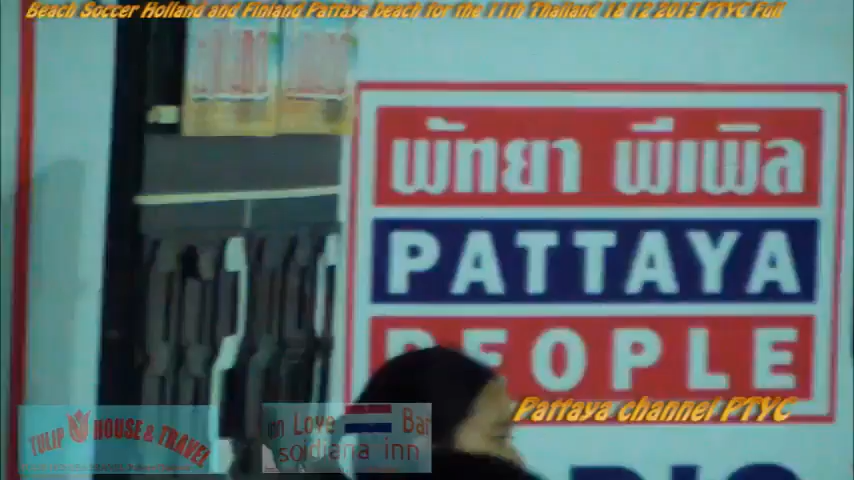 Beach Soccer Holland and Finland Pattaya beach for the 11th Thailand 18 12 2015 PTYC Full
พัทยา พีเพิล
PATTAYA
PEOPLE
Pattaya channel PTYC
TULIP HOUSE & TRAVEL
inn Love Bar
soidiana inn